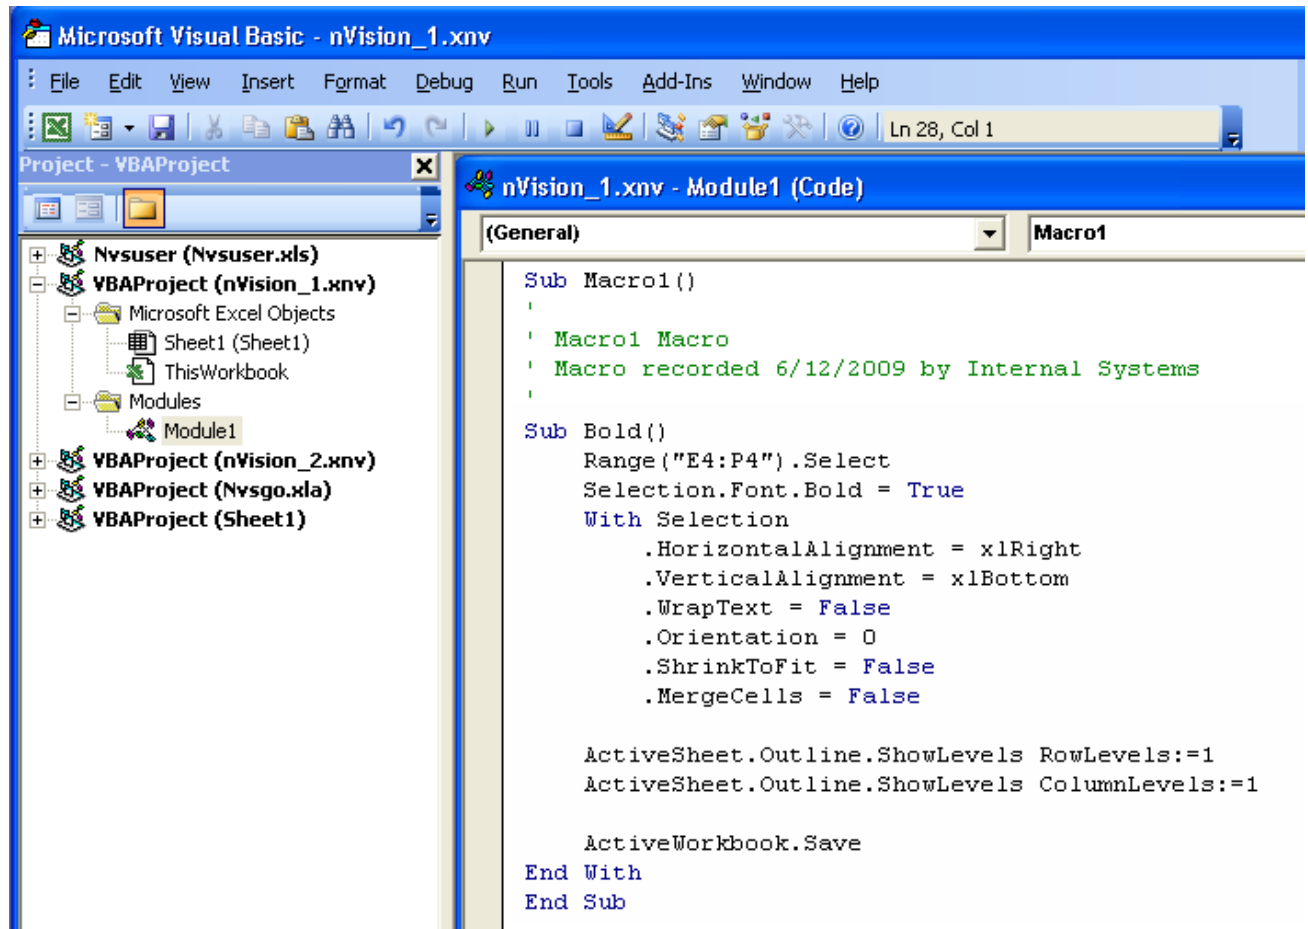 Microsoft Visual Basic - nVision_1.xnv
File Edit View Insert Format Debug Run Tools Add-Ins Window Help
Ln 28, Col 1
Project - VBAProject
Nvsuser (Nvsuser.xls)
VBAProject (nVision_1.xnv)
Microsoft Excel Objects
Sheet1 (Sheet1)
ThisWorkbook
Modules
Module1
VBAProject (nVision_2.xnv)
VBAProject (Nvsgo.xla)
VBAProject (Sheet1)
nVision_1.xnv - Module1 (Code)
(General) Macro1
Sub Macro1()
'
' Macro1 Macro
' Macro recorded 6/12/2009 by Internal Systems
'
Sub Bold()
Range("E4:P4").Select
Selection.Font.Bold = True
With Selection
.HorizontalAlignment = xlRight
.VerticalAlignment = xlBottom
.WrapText = False
.Orientation = 0
.ShrinkToFit = False
.MergeCells = False
ActiveSheet.Outline.ShowLevels RowLevels:=1
ActiveSheet.Outline.ShowLevels ColumnLevels:=1
ActiveWorkbook.Save
End With
End Sub